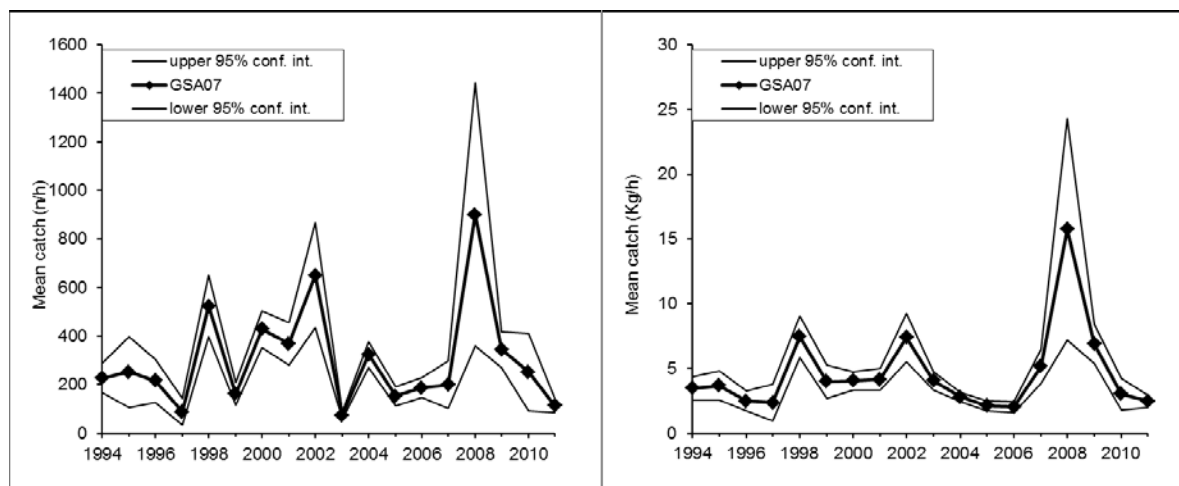 1600
1400
1200
1000
800
600
400
200
0
Mean catch (n/h)
upper 95% conf. int.
GSA07
lower 95% conf. int.
1994 1996 1998 2000 2002 2004 2006 2008 2010
30
25
20
15
10
5
0
Mean catch (Kg/h)
upper 95% conf. int.
GSA07
lower 95% conf. int.
1994 1996 1998 2000 2002 2004 2006 2008 2010